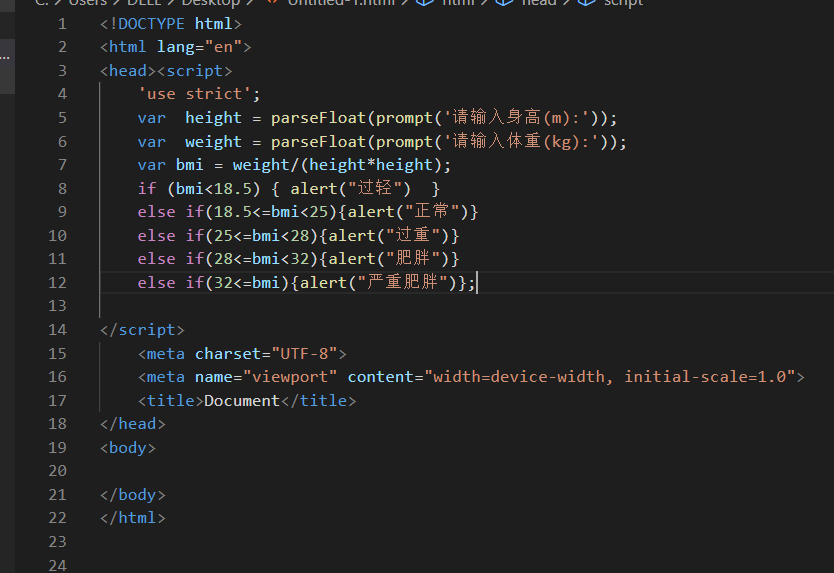 C: > Users > DELL > Desktop > <> Untitled-1.html > html > head > script
1 <!DOCTYPE html>
2 <html lang="en">
3 <head><script>
4 'use strict';
5 var  height = parseFloat(prompt('请输入身高(m):'));
6 var  weight = parseFloat(prompt('请输入体重(kg):'));
7 var bmi = weight/(height*height);
8 if (bmi<18.5) { alert("过轻")  }
9 else if(18.5<=bmi<25){alert("正常")}
10 else if(25<=bmi<28){alert("过重")}
11 else if(28<=bmi<32){alert("肥胖")}
12 else if(32<=bmi){alert("严重肥胖")};
13
14 </script>
15 <meta charset="UTF-8">
16 <meta name="viewport" content="width=device-width, initial-scale=1.0">
17 <title>Document</title>
18 </head>
19 <body>
20
21 </body>
22 </html>
23
24